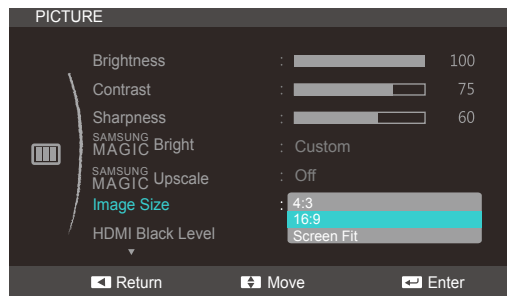 PICTURE
Brightness : 100
Contrast : 75
Sharpness : 60
SAMSUNG MAGIC Bright : Custom
SAMSUNG MAGIC Upscale : Off
Image Size : 4:3
16:9
HDMI Black Level Screen Fit
Return Move Enter